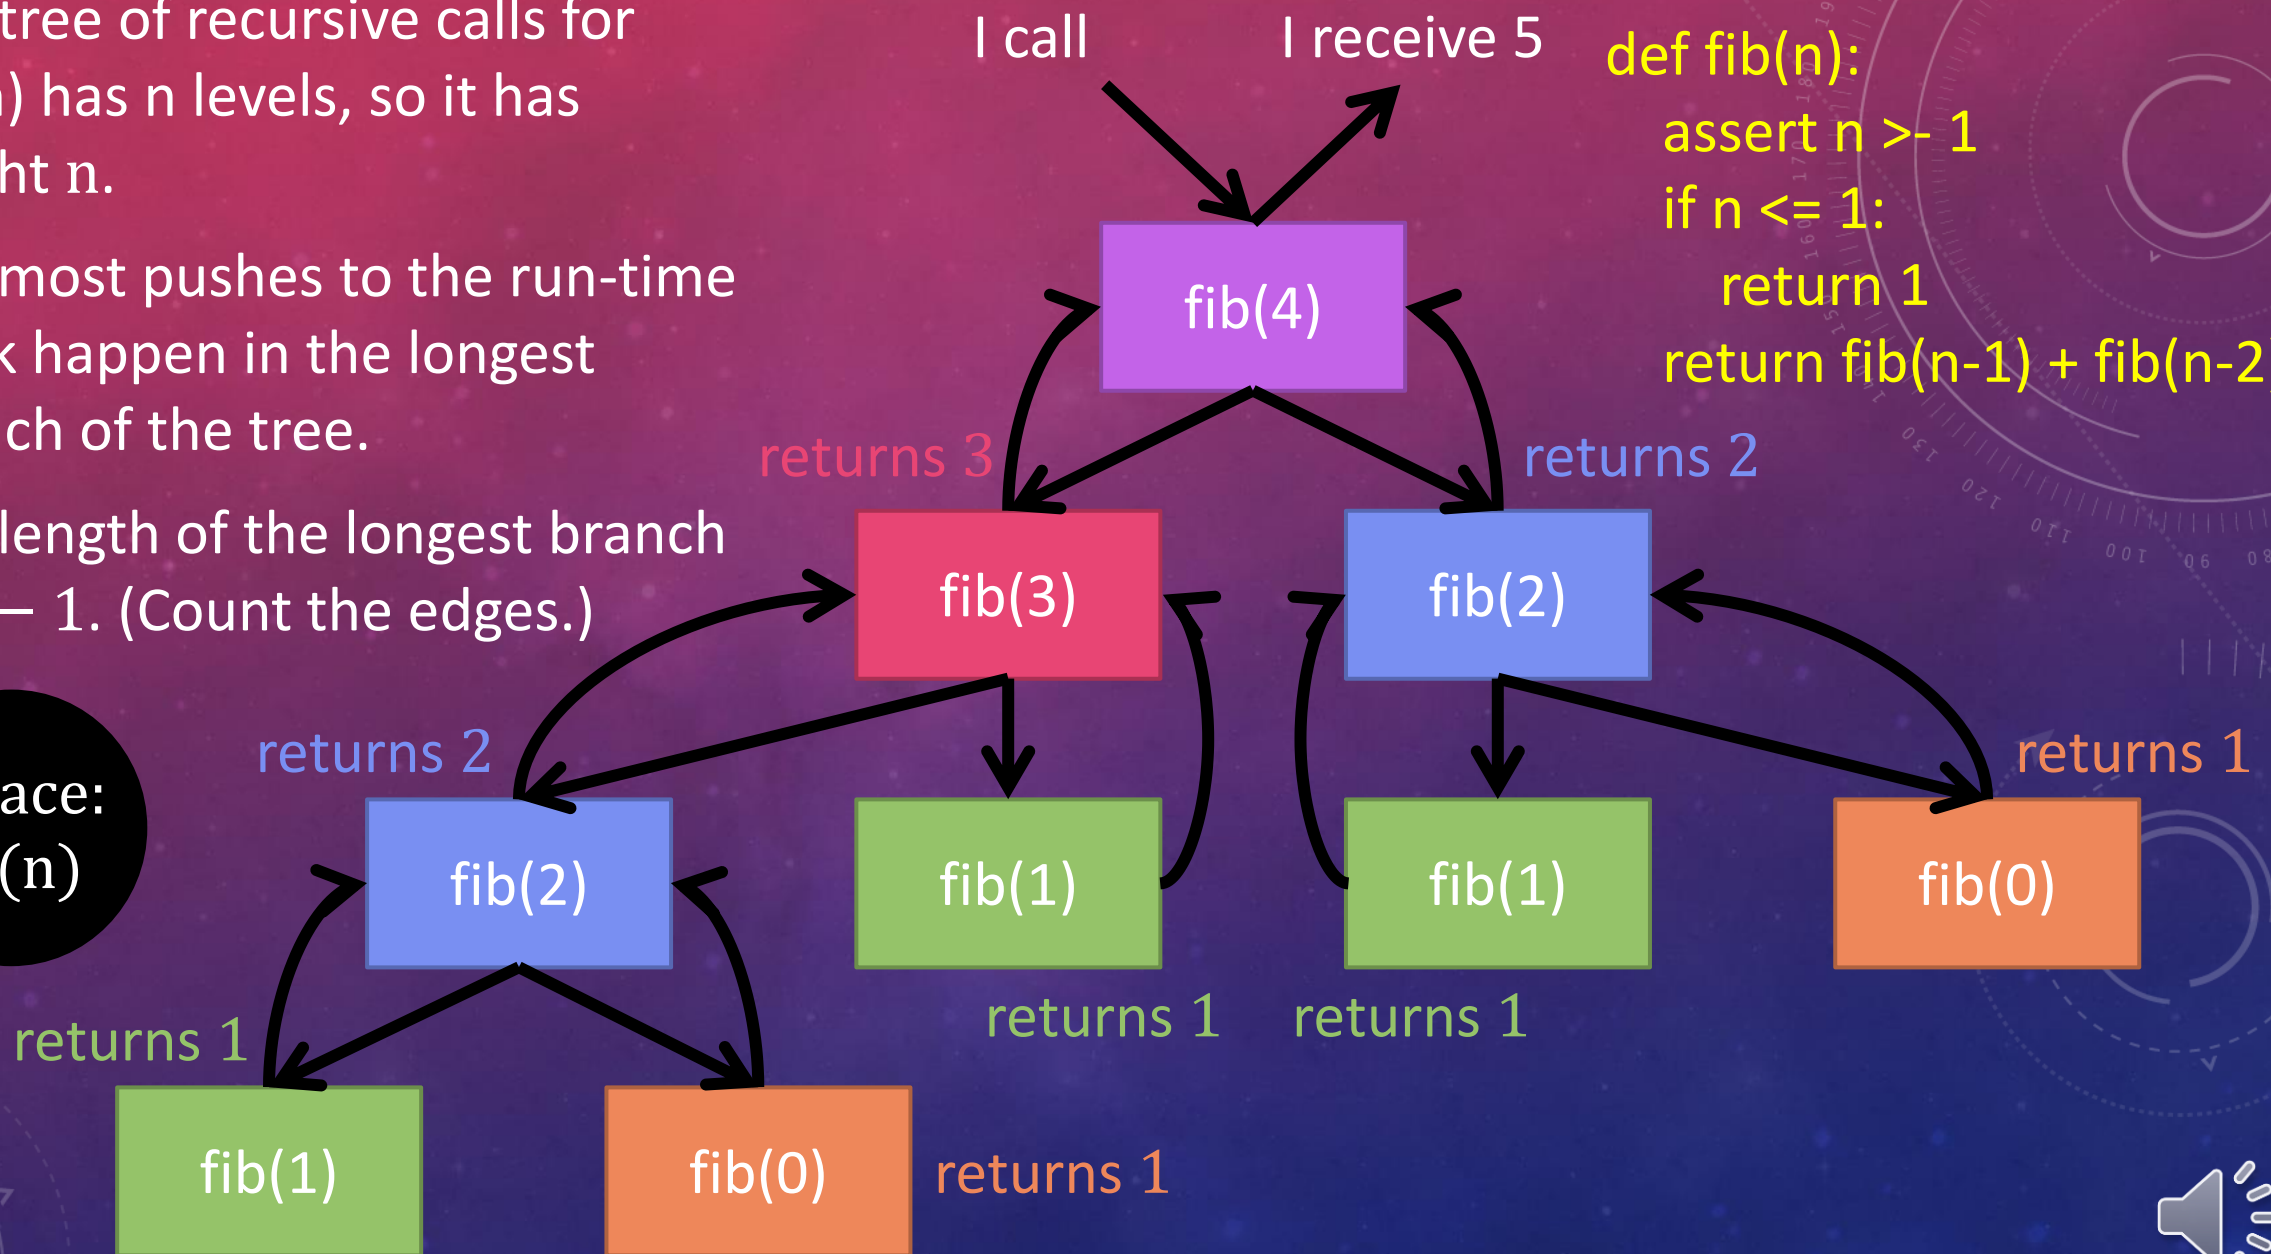 tree of recursive calls for
) has n levels, so it has
ht n.
most pushes to the run-time
k happen in the longest
ch of the tree.
length of the longest branch
− 1. (Count the edges.)
ace:
(n)
I call
I receive 5
def fib(n):
assert n >- 1
if n <= 1:
return 1
return fib(n-1) + fib(n-2
fib(4)
returns 3
returns 2
fib(3)
fib(2)
returns 2
returns 1
fib(2)
fib(1)
fib(1)
fib(0)
returns 1
returns 1
returns 1
fib(1)
fib(0)
returns 1